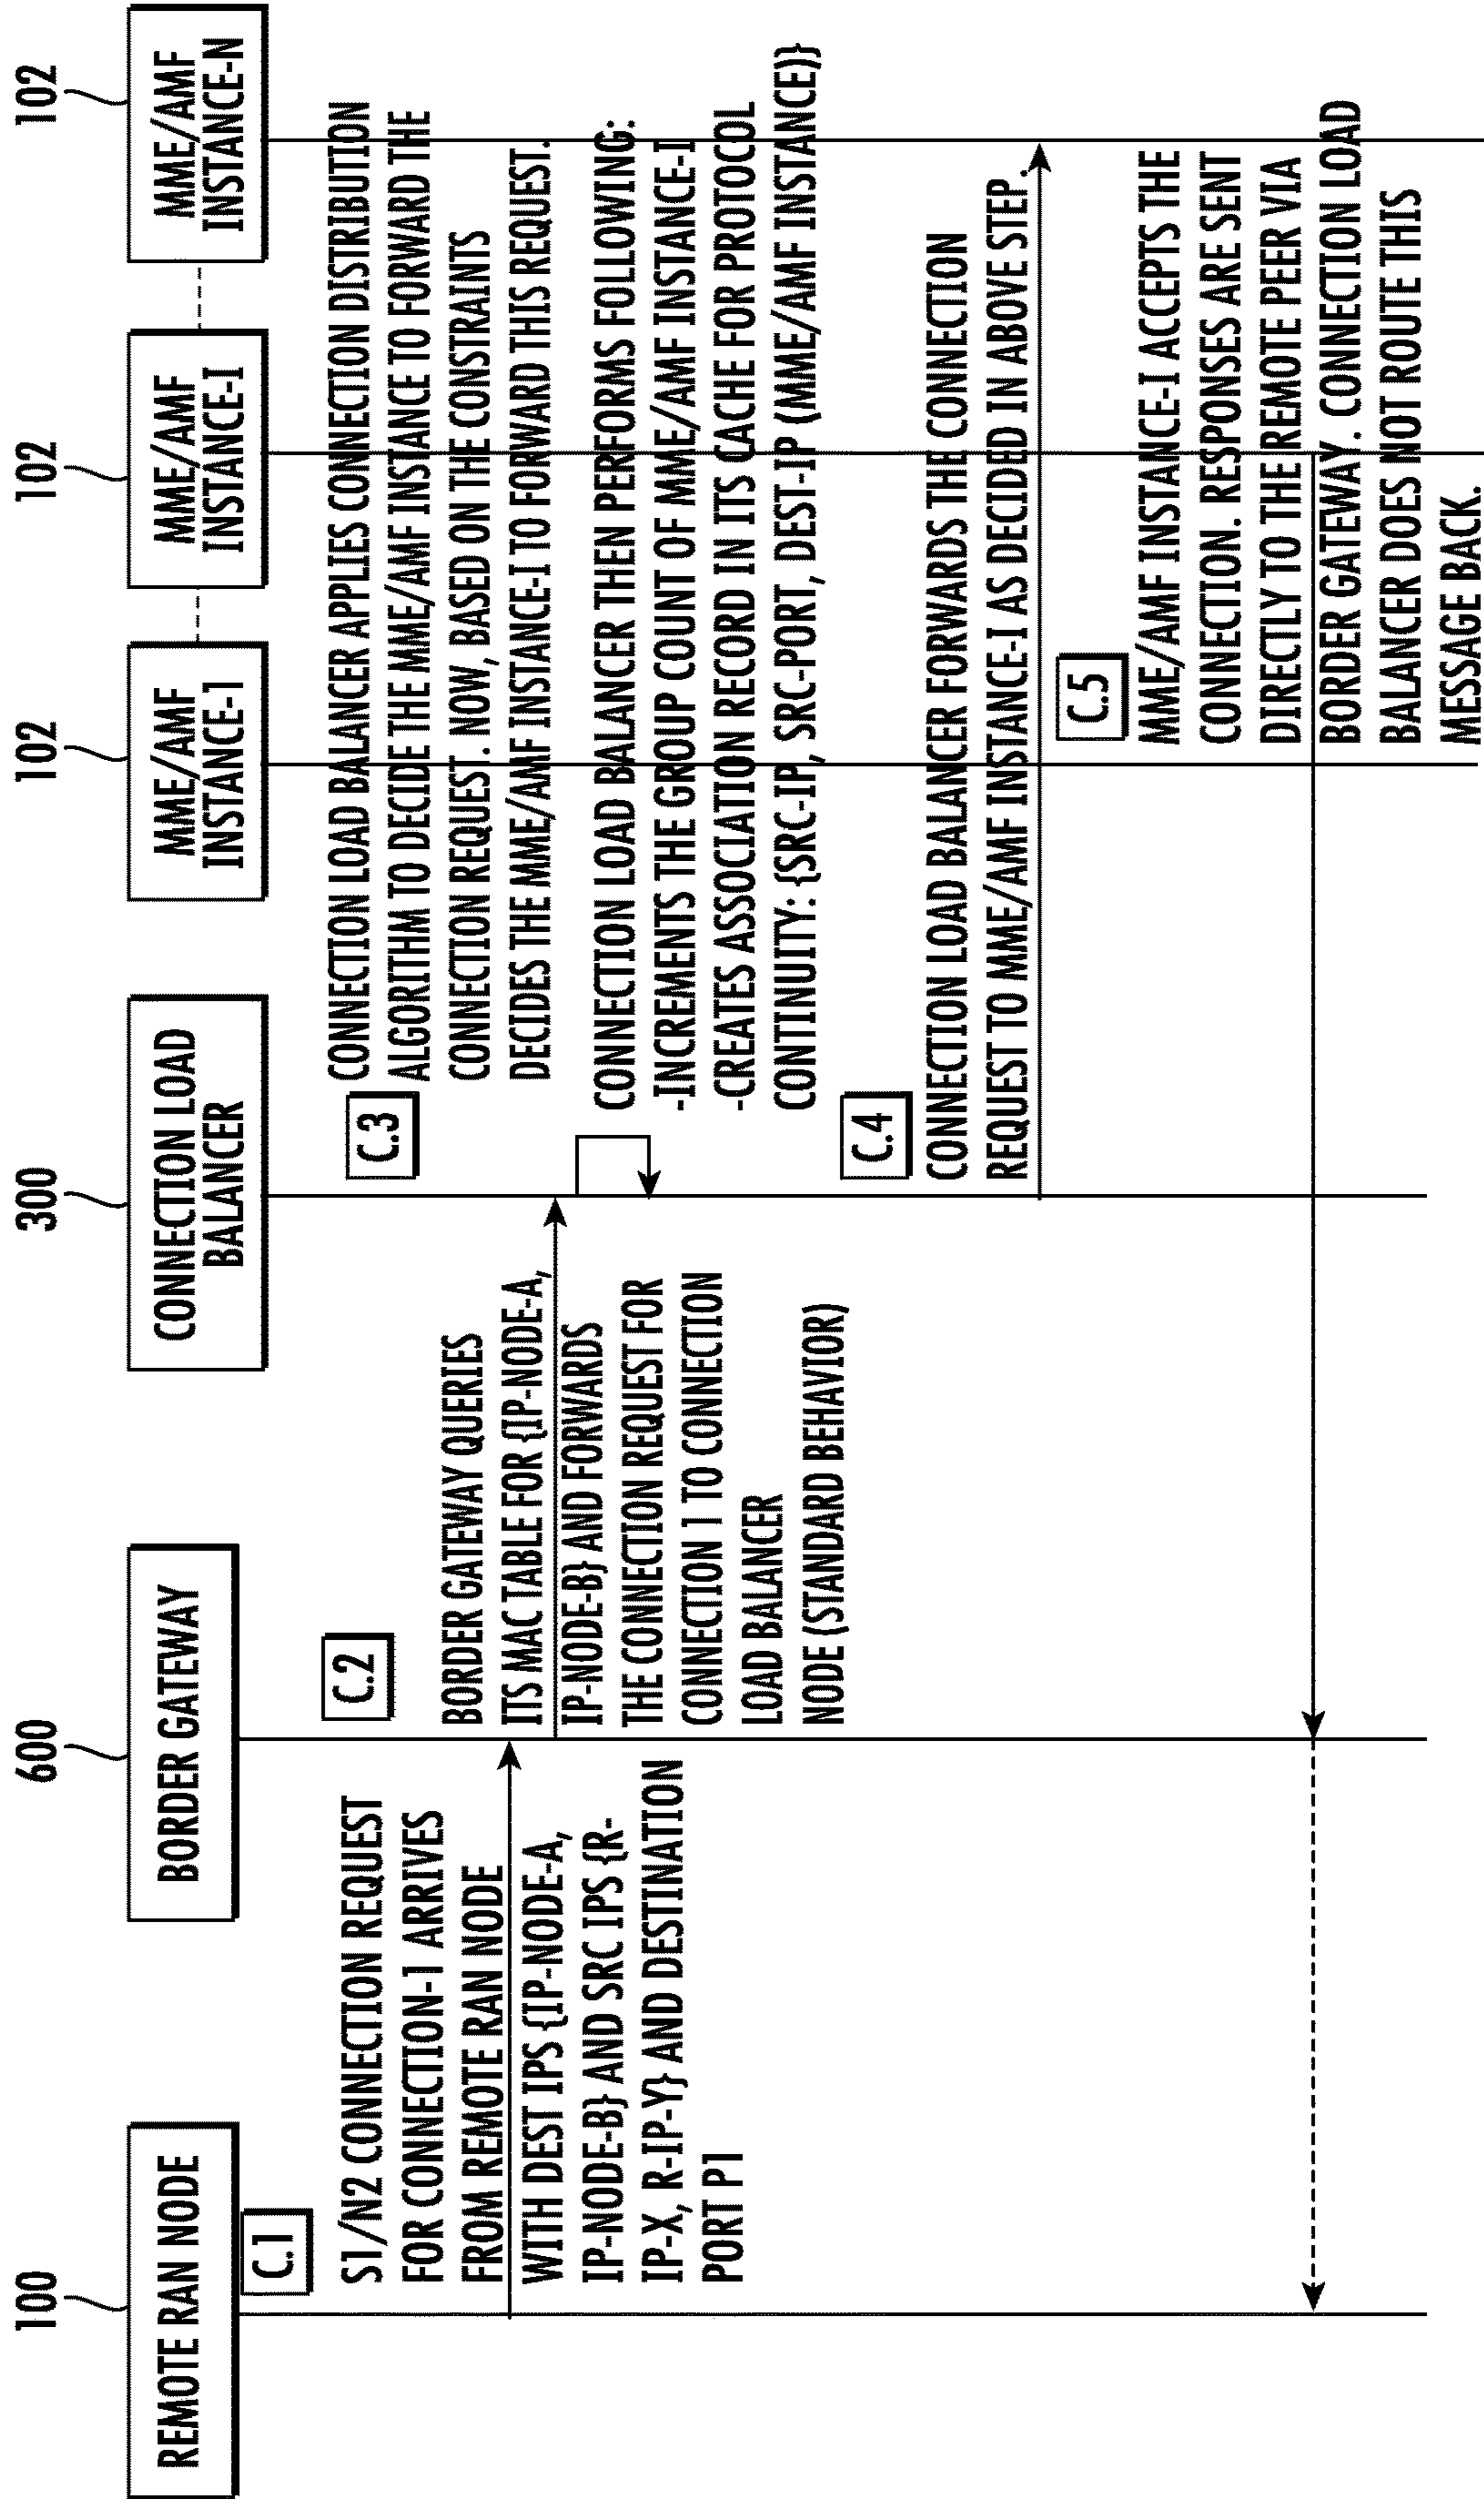 100
REMOTE RAN NODE
600
BORDER GATEWAY
300
CONNECTION LOAD
BALANCER
102
MME/AMF
INSTANCE-1
102
MME/AMF
INSTANCE-I
102
MME/AMF
INSTANCE-N
C.1
S1/N2 CONNECTION REQUEST
FOR CONNECTION-1 ARRIVES
FROM REMOTE RAN NODE
WITH DEST IPS {IP-NODE-A,
IP-NODE-B} AND SRC IPS {R-
IP-X, R-IP-Y} AND DESTINATION
PORT P1
C.2
BORDER GATEWAY QUERIES
ITS MAC TABLE FOR {IP-NODE-A,
IP-NODE-B} AND FORWARDS
THE CONNECTION REQUEST FOR
CONNECTION 1 TO CONNECTION
LOAD BALANCER
NODE (STANDARD BEHAVIOR)
C.3
CONNECTION LOAD BALANCER APPLIES CONNECTION DISTRIBUTION
ALGORITHM TO DECIDE THE MME/AMF INSTANCE TO FORWARD THE
CONNECTION REQUEST. NOW, BASED ON THE CONSTRAINTS
DECIDES THE MME/AMF INSTANCE-I TO FORWARD THIS REQUEST.
CONNECTION LOAD BALANCER THEN PERFORMS FOLLOWING:
-INCREMENTS THE GROUP COUNT OF MME/AMF INSTANCE-I
-CREATES ASSOCIATION RECORD IN ITS CACHE FOR PROTOCOL
CONTINUITY: {SRC-IP, SRC-PORT, DEST-IP (MME/AMF INSTANCE)}
C.4
CONNECTION LOAD BALANCER FORWARDS THE CONNECTION
REQUEST TO MME/AMF INSTANCE-I AS DECIDED IN ABOVE STEP.
C.5
MME/AMF INSTANCE-I ACCEPTS THE
CONNECTION. RESPONSES ARE SENT
DIRECTLY TO THE REMOTE PEER VIA
BORDER GATEWAY. CONNECTION LOAD
BALANCER DOES NOT ROUTE THIS
MESSAGE BACK.